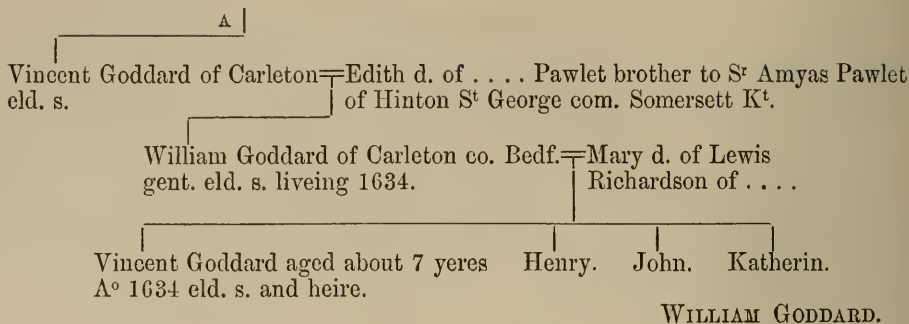 A
Vincent Goddard of Carleton=Edith d. of .... Pawlet brother to Sʳ Amyas Pawlet
eld. s. of Hinton Sᵗ George com. Somersett Kᵗ.
William Goddard of Carleton co. Bedf.=Mary d. of Lewis
gent. eld. s. liveing 1634. Richardson of ....
Vincent Goddard aged about 7 yeres Henry. John. Katherin.
Aᵒ 1634 eld. s. and heire.
WILLIAM GODDARD.